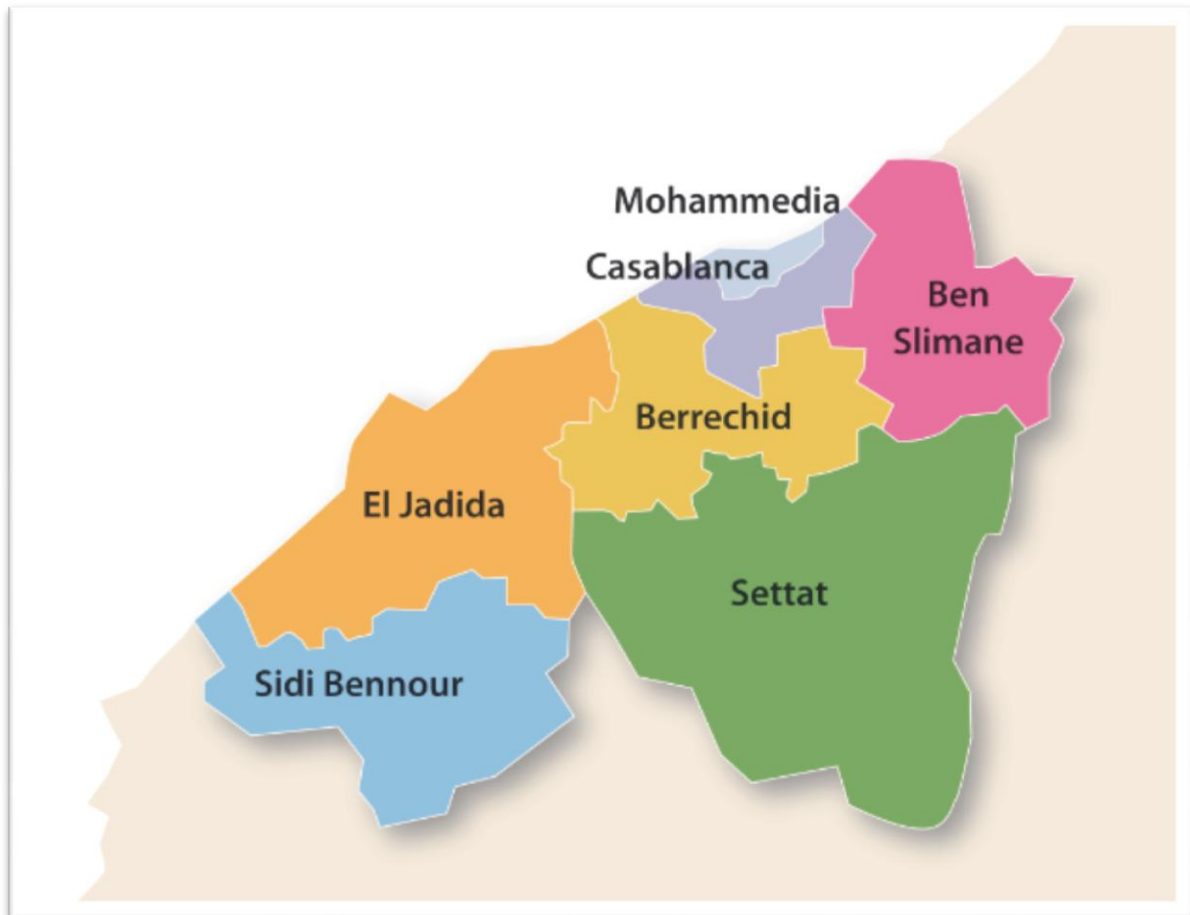 Mohammedia
Casablanca
Ben
Slimane
Berrechid
El Jadida
Settat
Sidi Bennour